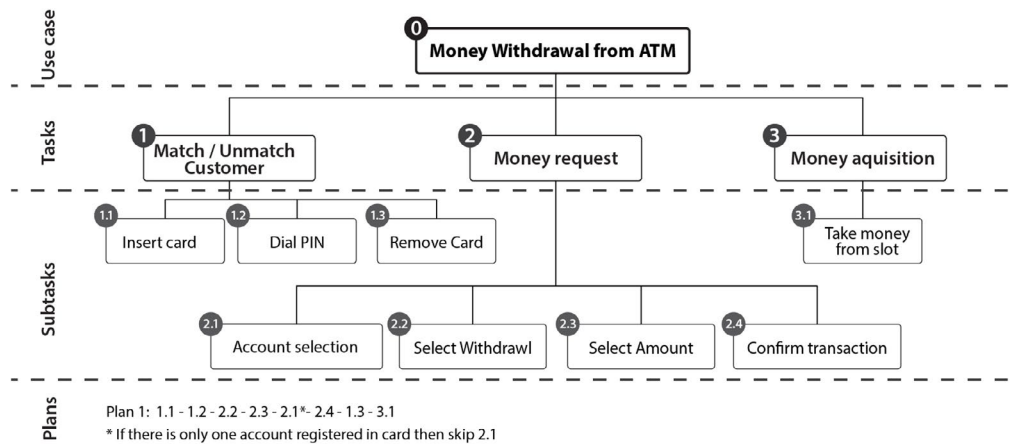 Use case
0
Money Withdrawal from ATM
Tasks
1
Match / Unmatch
Customer
2
Money request
3
Money aquisition
Subtasks
1.1
Insert card
1.2
Dial PIN
1.3
Remove Card
3.1
Take money
from slot
2.1
Account selection
2.2
Select Withdrawl
2.3
Select Amount
2.4
Confirm transaction
Plans
Plan 1: 1.1 - 1.2 - 2.2 - 2.3 - 2.1*- 2.4 - 1.3 - 3.1
* If there is only one account registered in card then skip 2.1